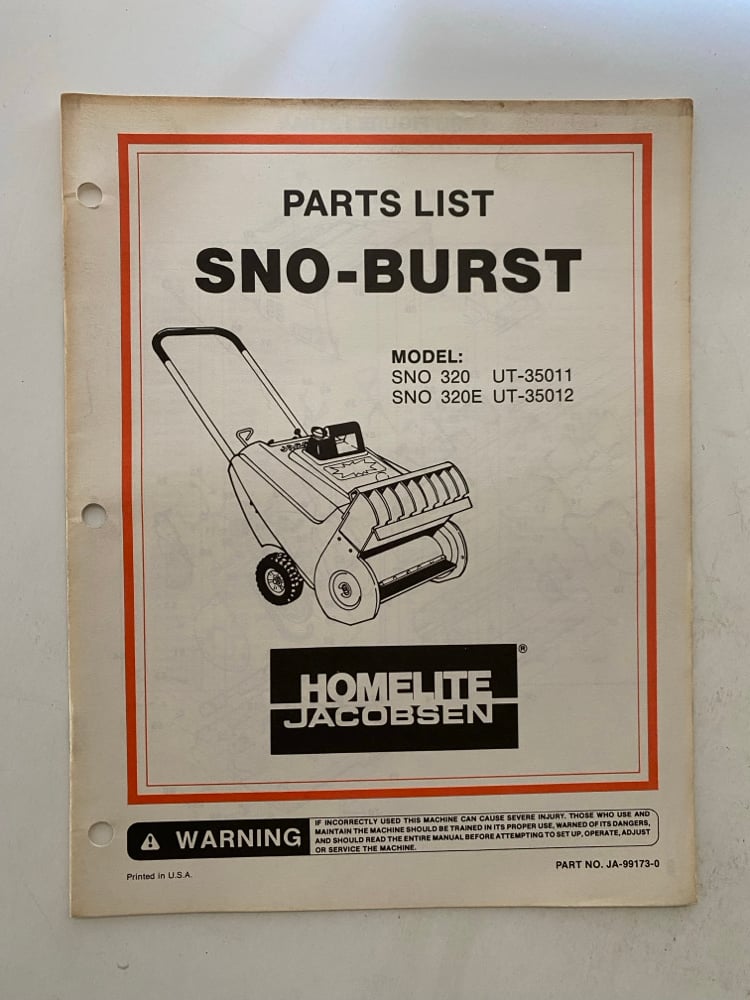 PARTS LIST
SNO-BURST
MODEL:
SNO 320 UT-35011
SNO 320E UT-35012
HOMELITE®
JACOBSEN
WARNING
IF INCORRECTLY USED THIS MACHINE CAN CAUSE SEVERE INJURY. THOSE WHO USE AND
MAINTAIN THE MACHINE SHOULD BE TRAINED IN ITS PROPER USE, WARNED OF ITS DANGERS,
AND SHOULD READ THE ENTIRE MANUAL BEFORE ATTEMPTING TO SET UP, OPERATE, ADJUST
OR SERVICE THE MACHINE.
PART NO. JA-99173-0
Printed in U.S.A.